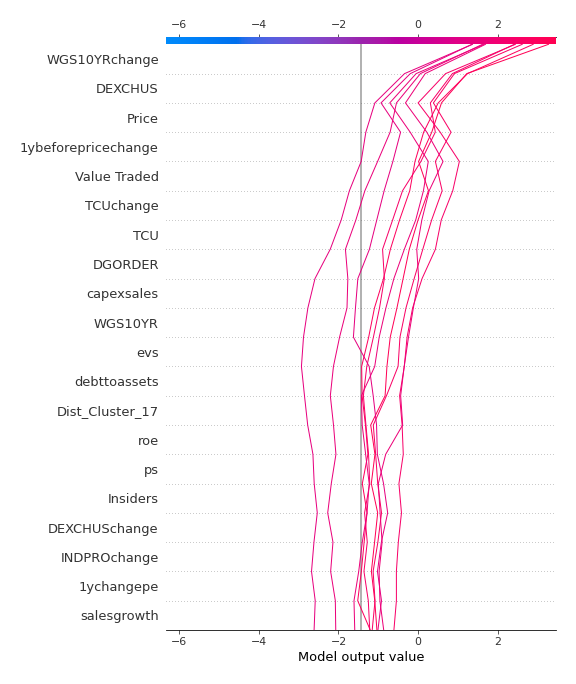 −6 −4 −2 0 2
WGS10YRchange
DEXCHUS
Price
1ybeforepricechange
Value Traded
TCUchange
TCU
DGORDER
capexsales
WGS10YR
evs
debttoassets
Dist_Cluster_17
roe
ps
Insiders
DEXCHUSchange
INDPROchange
1ychangepe
salesgrowth
−6 −4 −2 0 2
Model output value